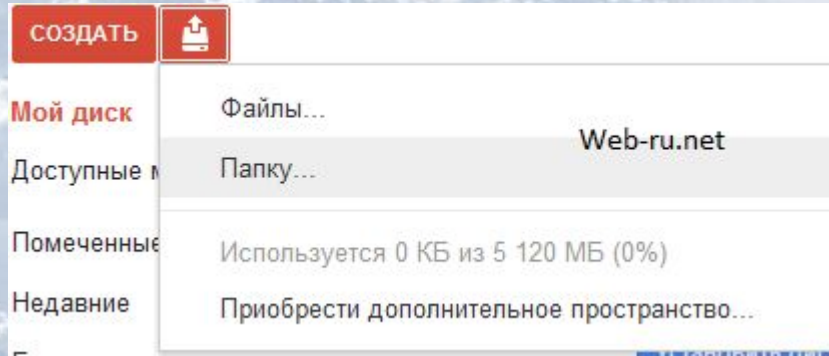 СОЗДАТЬ
Мой диск
Файлы...
Web-ru.net
Доступные
Папку...
Помеченные
Используется 0 КБ из 5 120 МБ (0%)
Недавние
Приобрести дополнительное пространство...